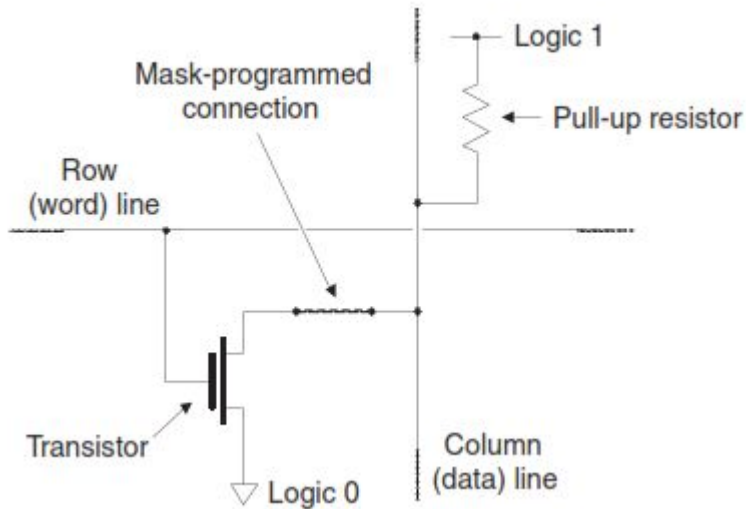 Logic 1
Mask-programmed
connection
Pull-up resistor
Row
(word) line
Transistor
Column
(data) line
Logic 0